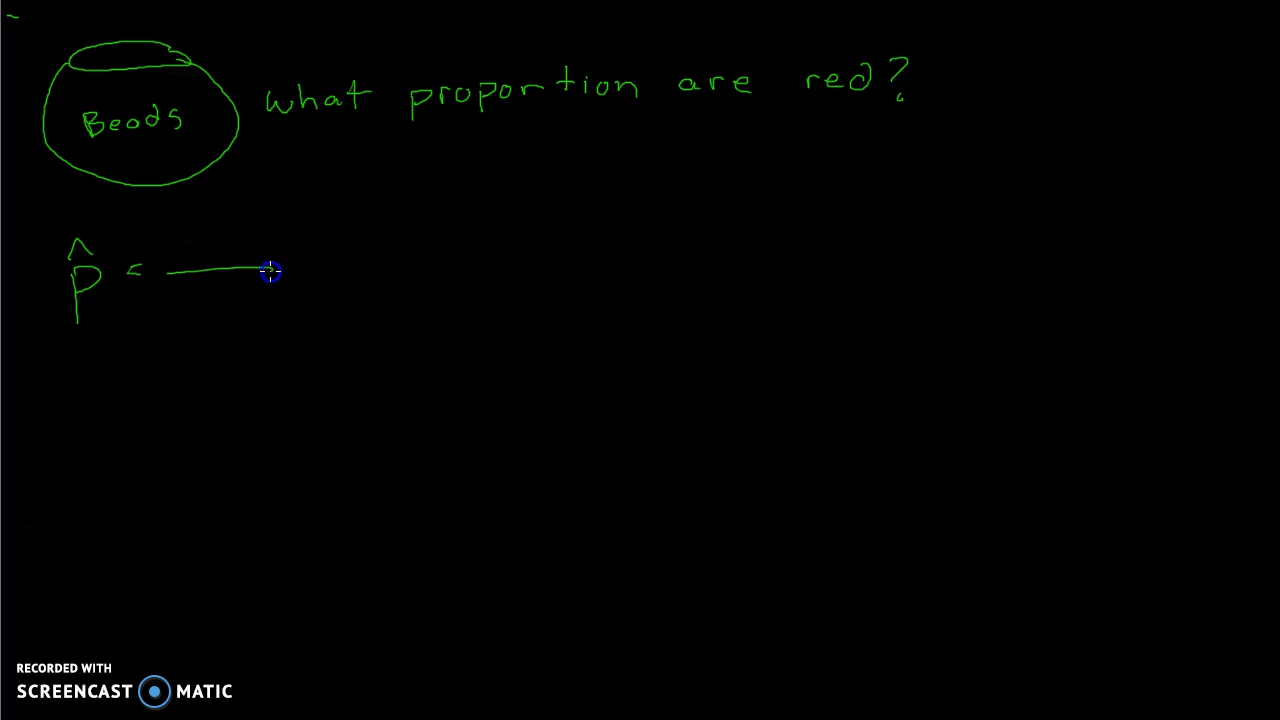 What proportion are red?
Beads
p̂ =
RECORDED WITH
SCREENCAST MATIC